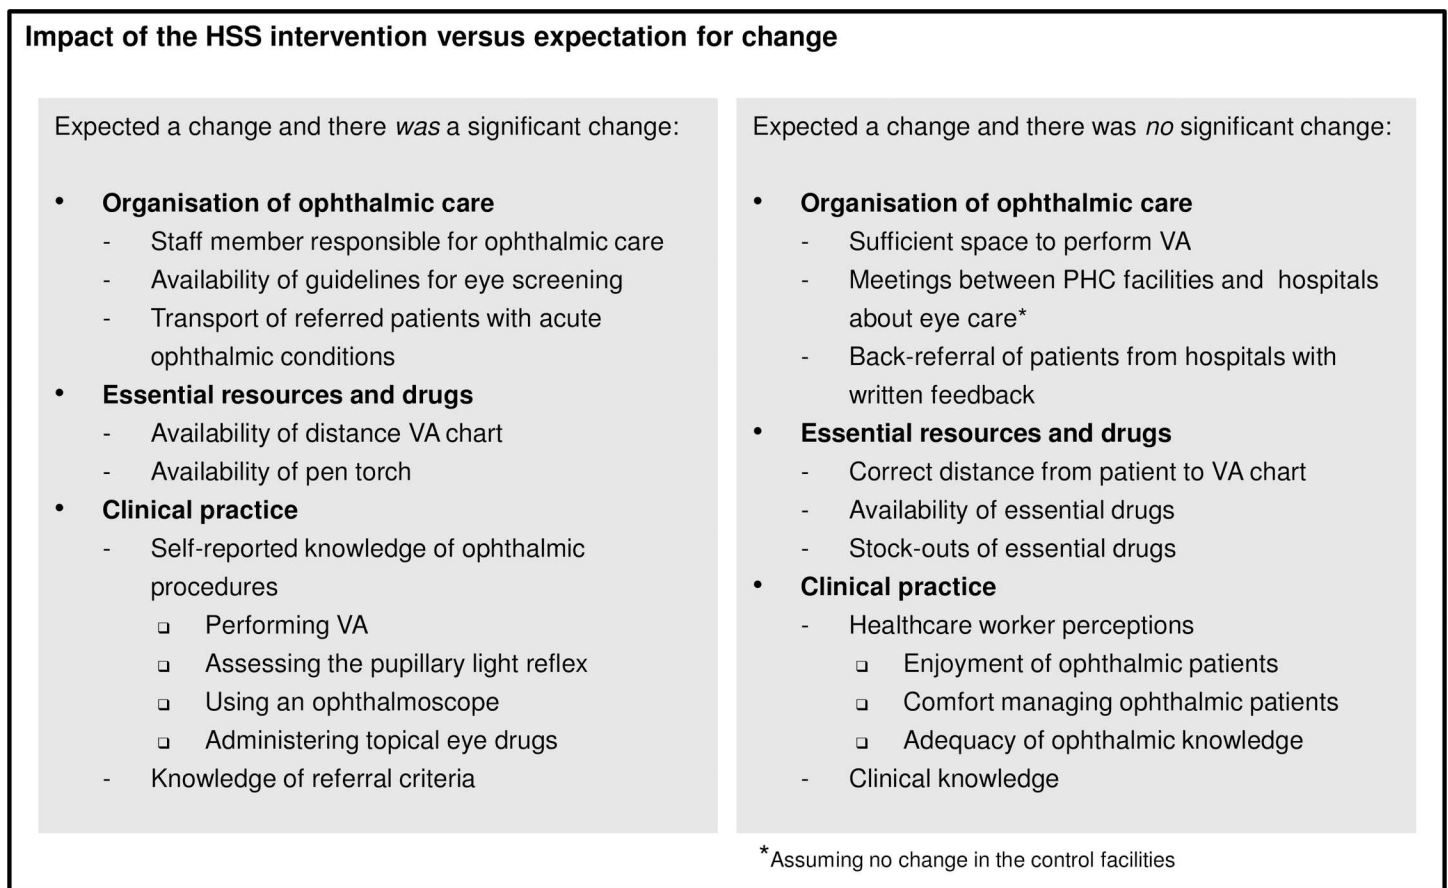 Impact of the HSS intervention versus expectation for change
Expected a change and there was a significant change:
• Organisation of ophthalmic care
- Staff member responsible for ophthalmic care
- Availability of guidelines for eye screening
- Transport of referred patients with acute
ophthalmic conditions
• Essential resources and drugs
- Availability of distance VA chart
- Availability of pen torch
• Clinical practice
- Self-reported knowledge of ophthalmic
procedures
❑ Performing VA
❑ Assessing the pupillary light reflex
❑ Using an ophthalmoscope
❑ Administering topical eye drugs
- Knowledge of referral criteria
Expected a change and there was no significant change:
• Organisation of ophthalmic care
- Sufficient space to perform VA
- Meetings between PHC facilities and hospitals
about eye care*
- Back-referral of patients from hospitals with
written feedback
• Essential resources and drugs
- Correct distance from patient to VA chart
- Availability of essential drugs
- Stock-outs of essential drugs
• Clinical practice
- Healthcare worker perceptions
❑ Enjoyment of ophthalmic patients
❑ Comfort managing ophthalmic patients
❑ Adequacy of ophthalmic knowledge
- Clinical knowledge
*Assuming no change in the control facilities